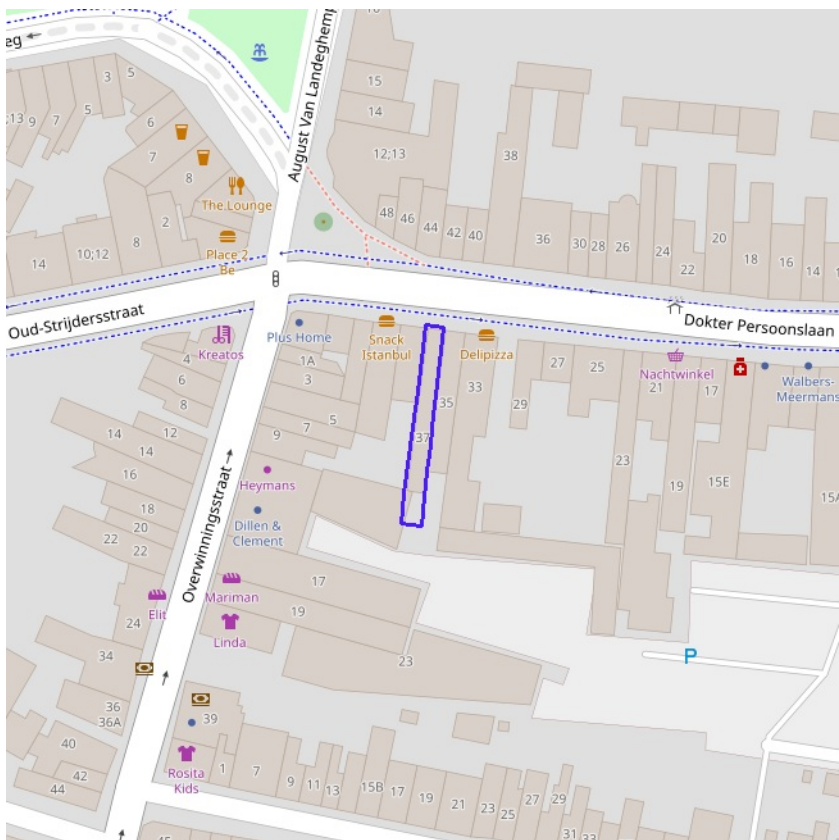 eg
3
5
5
;13
9
7
6
7
8
The Lounge
2
8
10;12
14
Place 2
Be
August Van Landeghemp
15
14
12;13
38
48
46
44
42
40
36
30
28
26
24
22
20
18
16
14
Oud-Strijdersstraat
Dokter Persoonslaan
Kreatos
4
6
8
Plus Home
1A
3
5
7
9
Snack
Istanbul
Delipizza
37
35
33
29
27
25
23
Nachtwinkel
21
19
17
15E
Walbers-
Meermans
15A
14
12
14
16
18
20
22
22
Heymans
Dillen &
Clement
Overwinningsstraat
Mariman
17
19
Elit
Linda
24
23
34
36
36A
P
39
40
42
44
Rosita
Kids
1
7
9
11
13
15B
17
19
21
23
25
27
29
31
33